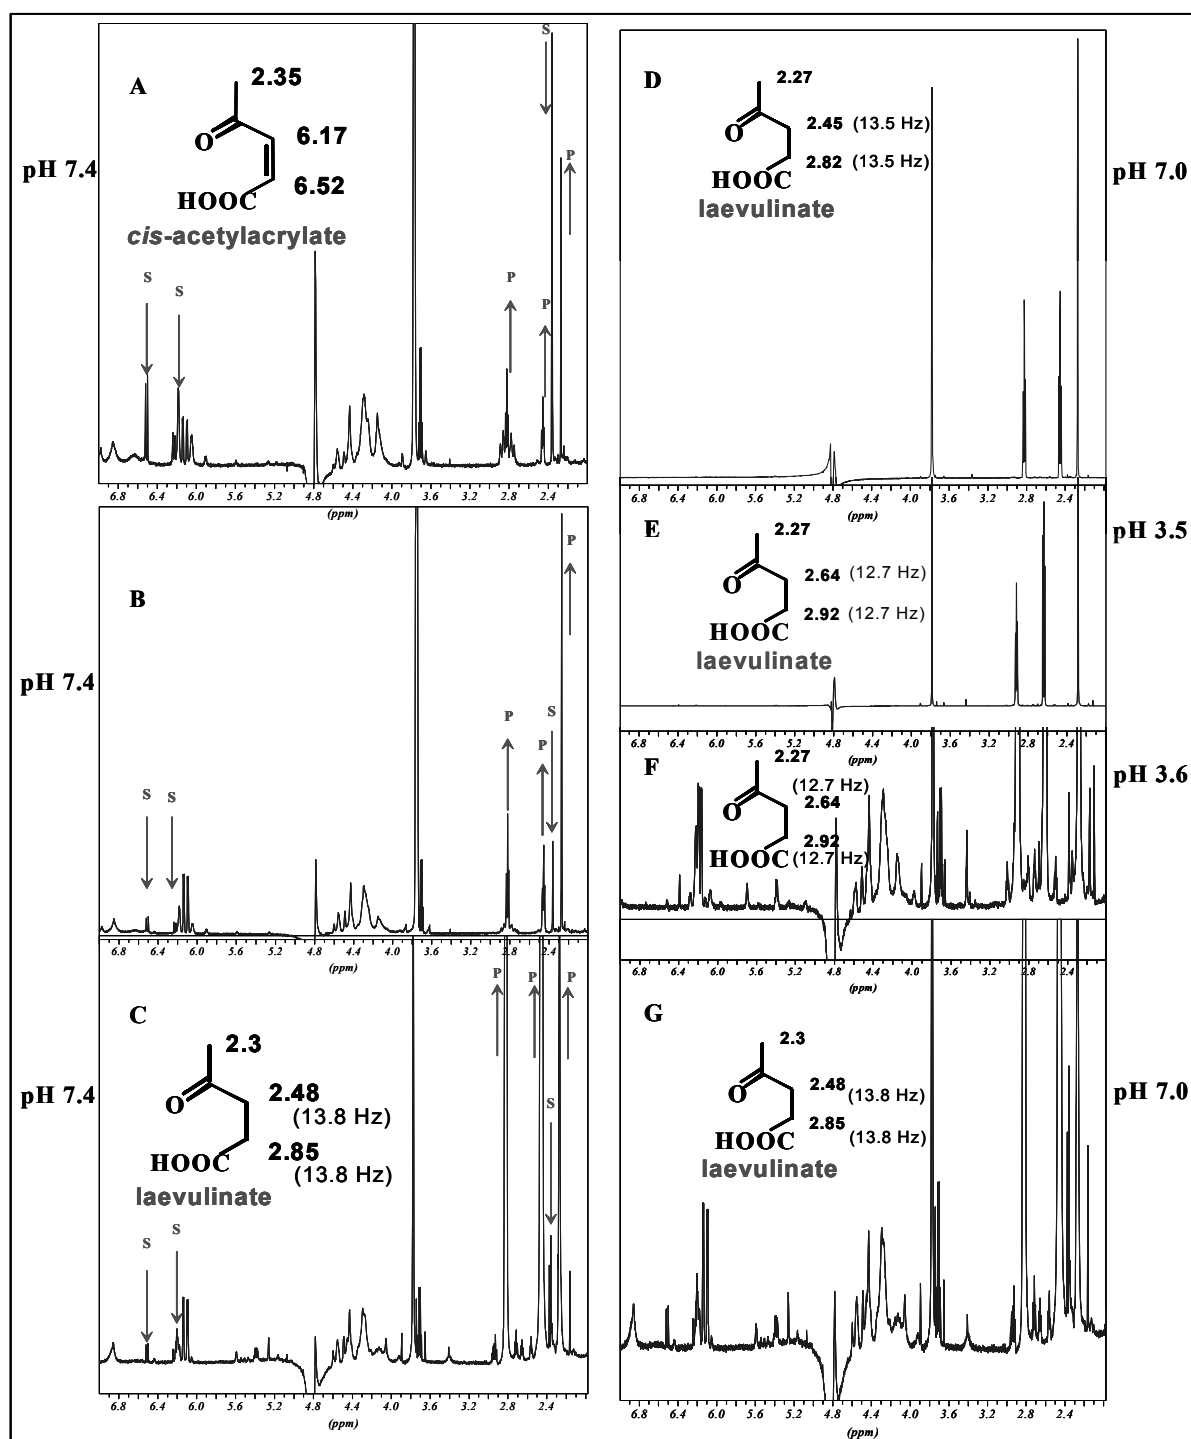 A
2.35
O
6.17
6.52
HOOC
cis-acetylacrylate
pH 7.4
S
S
S
P
P
P
6.8 6.4 6.0 5.6 5.2 4.8 4.4 4.0 3.6 3.2 2.8 2.4
(ppm)
B
pH 7.4
S
S
P
P
S
P
6.8 6.4 6.0 5.6 5.2 4.8 4.4 4.0 3.6 3.2 2.8 2.4
(ppm)
C
2.3
O
2.48
(13.8 Hz)
2.85
(13.8 Hz)
HOOC
laevulinate
pH 7.4
S
S
P
P
P
S
6.8 6.4 6.0 5.6 5.2 4.8 4.4 4.0 3.6 3.2 2.8 2.4
(ppm)
D
2.27
O
2.45 (13.5 Hz)
2.82 (13.5 Hz)
HOOC
laevulinate
pH 7.0
6.8 6.4 6.0 5.6 5.2 4.8 4.4 4.0 3.6 3.2 2.8 2.4
(ppm)
E
2.27
O
2.64 (12.7 Hz)
2.92 (12.7 Hz)
HOOC
laevulinate
pH 3.5
6.8 6.4 6.0 5.6 5.2 4.8 4.4 4.0 3.6 3.2 2.8 2.4
(ppm)
F
2.27
(12.7 Hz)
O
2.64
2.92
HOOC (12.7 Hz)
pH 3.6
6.8 6.4 6.0 5.6 5.2 4.8 4.4 4.0 3.6 3.2 2.8 2.4
(ppm)
G
2.3
O
2.48 (13.8 Hz)
2.85 (13.8 Hz)
HOOC
laevulinate
pH 7.0
6.8 6.4 6.0 5.6 5.2 4.8 4.4 4.0 3.6 3.2 2.8 2.4
(ppm)